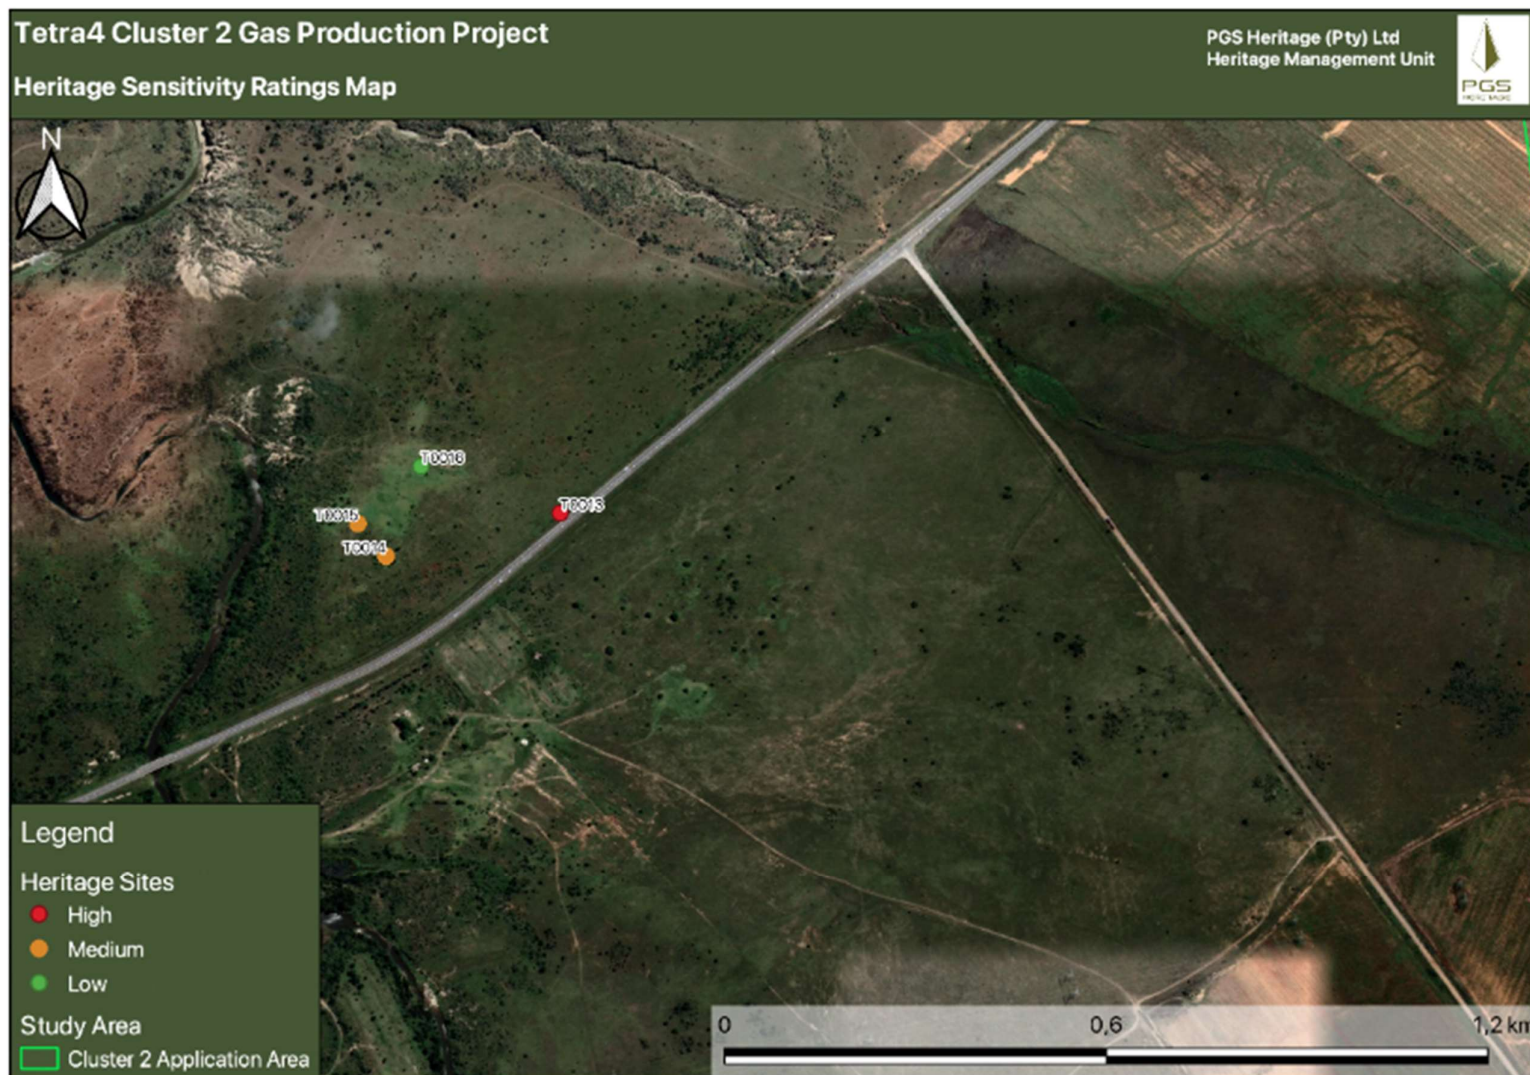 Tetra4 Cluster 2 Gas Production Project
Heritage Sensitivity Ratings Map
PGS Heritage (Pty) Ltd
Heritage Management Unit
PGS
HERITAGE
N
T0016
T0013
T0015
T0014
Legend
Heritage Sites
High
Medium
Low
Study Area
Cluster 2 Application Area
0 0,6 1,2 km